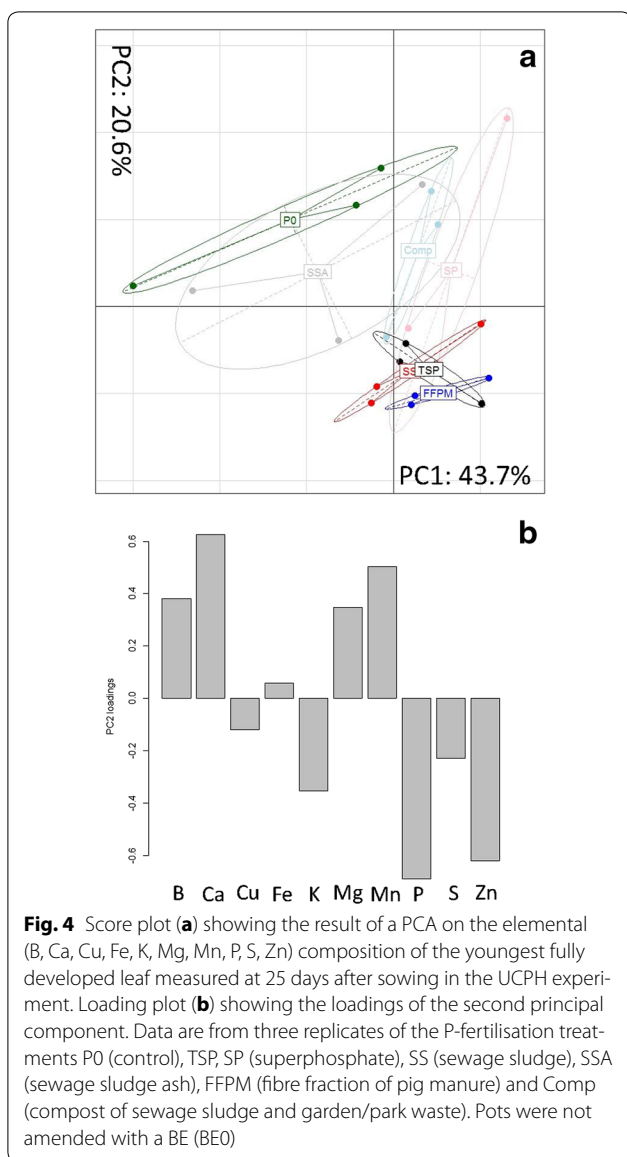 a
PC2: 20.6%
P0
Comp
SSA
SP
SS
TSP
FFPM
PC1: 43.7%
b
PC2 loadings
0.6
0.4
0.2
0.0
-0.2
-0.4
-0.6
B Ca Cu Fe K Mg Mn P S Zn
Fig. 4 Score plot (a) showing the result of a PCA on the elemental
(B, Ca, Cu, Fe, K, Mg, Mn, P, S, Zn) composition of the youngest fully
developed leaf measured at 25 days after sowing in the UCPH experi-
ment. Loading plot (b) showing the loadings of the second principal
component. Data are from three replicates of the P-fertilisation treat-
ments P0 (control), TSP, SP (superphosphate), SS (sewage sludge), SSA
(sewage sludge ash), FFPM (fibre fraction of pig manure) and Comp
(compost of sewage sludge and garden/park waste). Pots were not
amended with a BE (BE0)